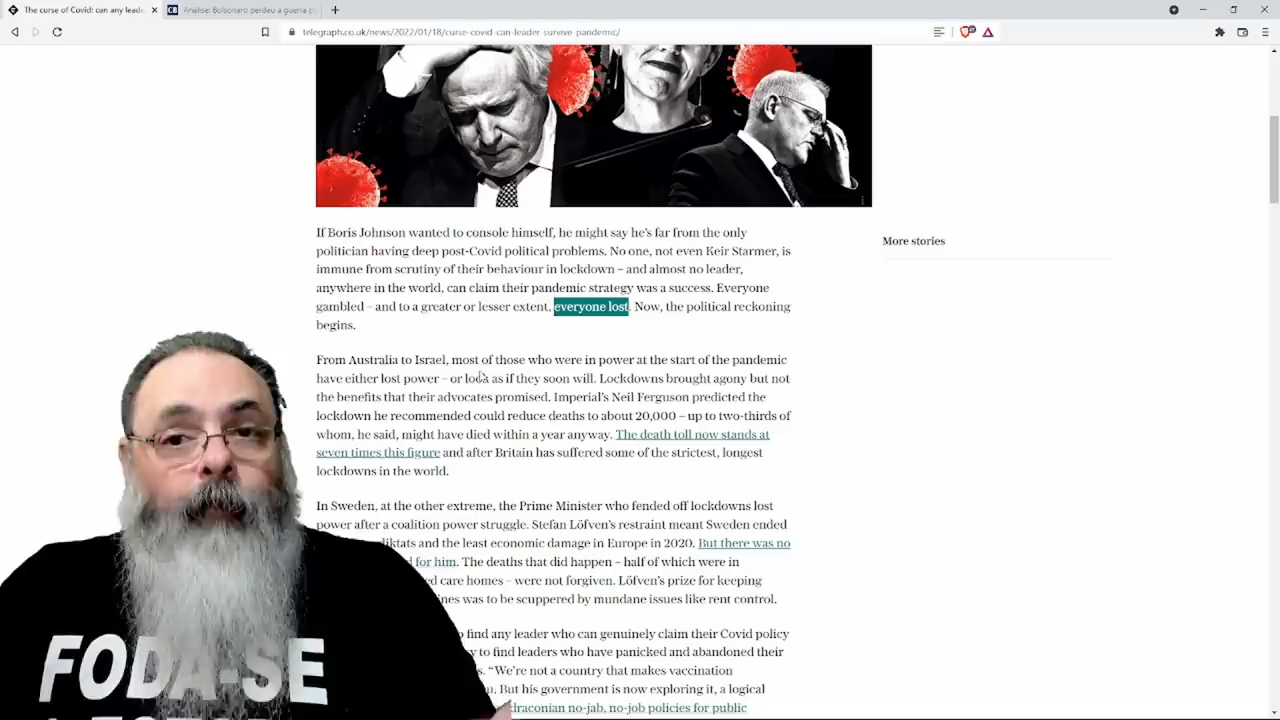 The curse of Covid: can any leade
Análise: Bolsonaro perdeu a guerra p
telegraph.co.uk/news/2022/01/18/curse-covid-can-leader-survive-pandemic/
If Boris Johnson wanted to console himself, he might say he's far from the only
politician having deep post-Covid political problems. No one, not even Keir Starmer, is
immune from scrutiny of their behaviour in lockdown – and almost no leader,
anywhere in the world, can claim their pandemic strategy was a success. Everyone
gambled – and to a greater or lesser extent, everyone lost. Now, the political reckoning
begins.
More stories
From Australia to Israel, most of those who were in power at the start of the pandemic
have either lost power – or look as if they soon will. Lockdowns brought agony but not
the benefits that their advocates promised. Imperial's Neil Ferguson predicted the
lockdown he recommended could reduce deaths to about 20,000 – up to two-thirds of
whom, he said, might have died within a year anyway. The death toll now stands at
seven times this figure and after Britain has suffered some of the strictest, longest
lockdowns in the world.
In Sweden, at the other extreme, the Prime Minister who fended off lockdowns lost
power after a coalition power struggle. Stefan Löfven's restraint meant Sweden ended
diktats and the least economic damage in Europe in 2020. But there was no
for him. The deaths that did happen – half of which were in
care homes – were not forgiven. Löfven's prize for keeping
was to be scuppered by mundane issues like rent control.
find any leader who can genuinely claim their Covid policy
to find leaders who have panicked and abandoned their
"We're not a country that makes vaccination
But his government is now exploring it, a logical
draconian no-jab, no-job policies for public
FODA-SE